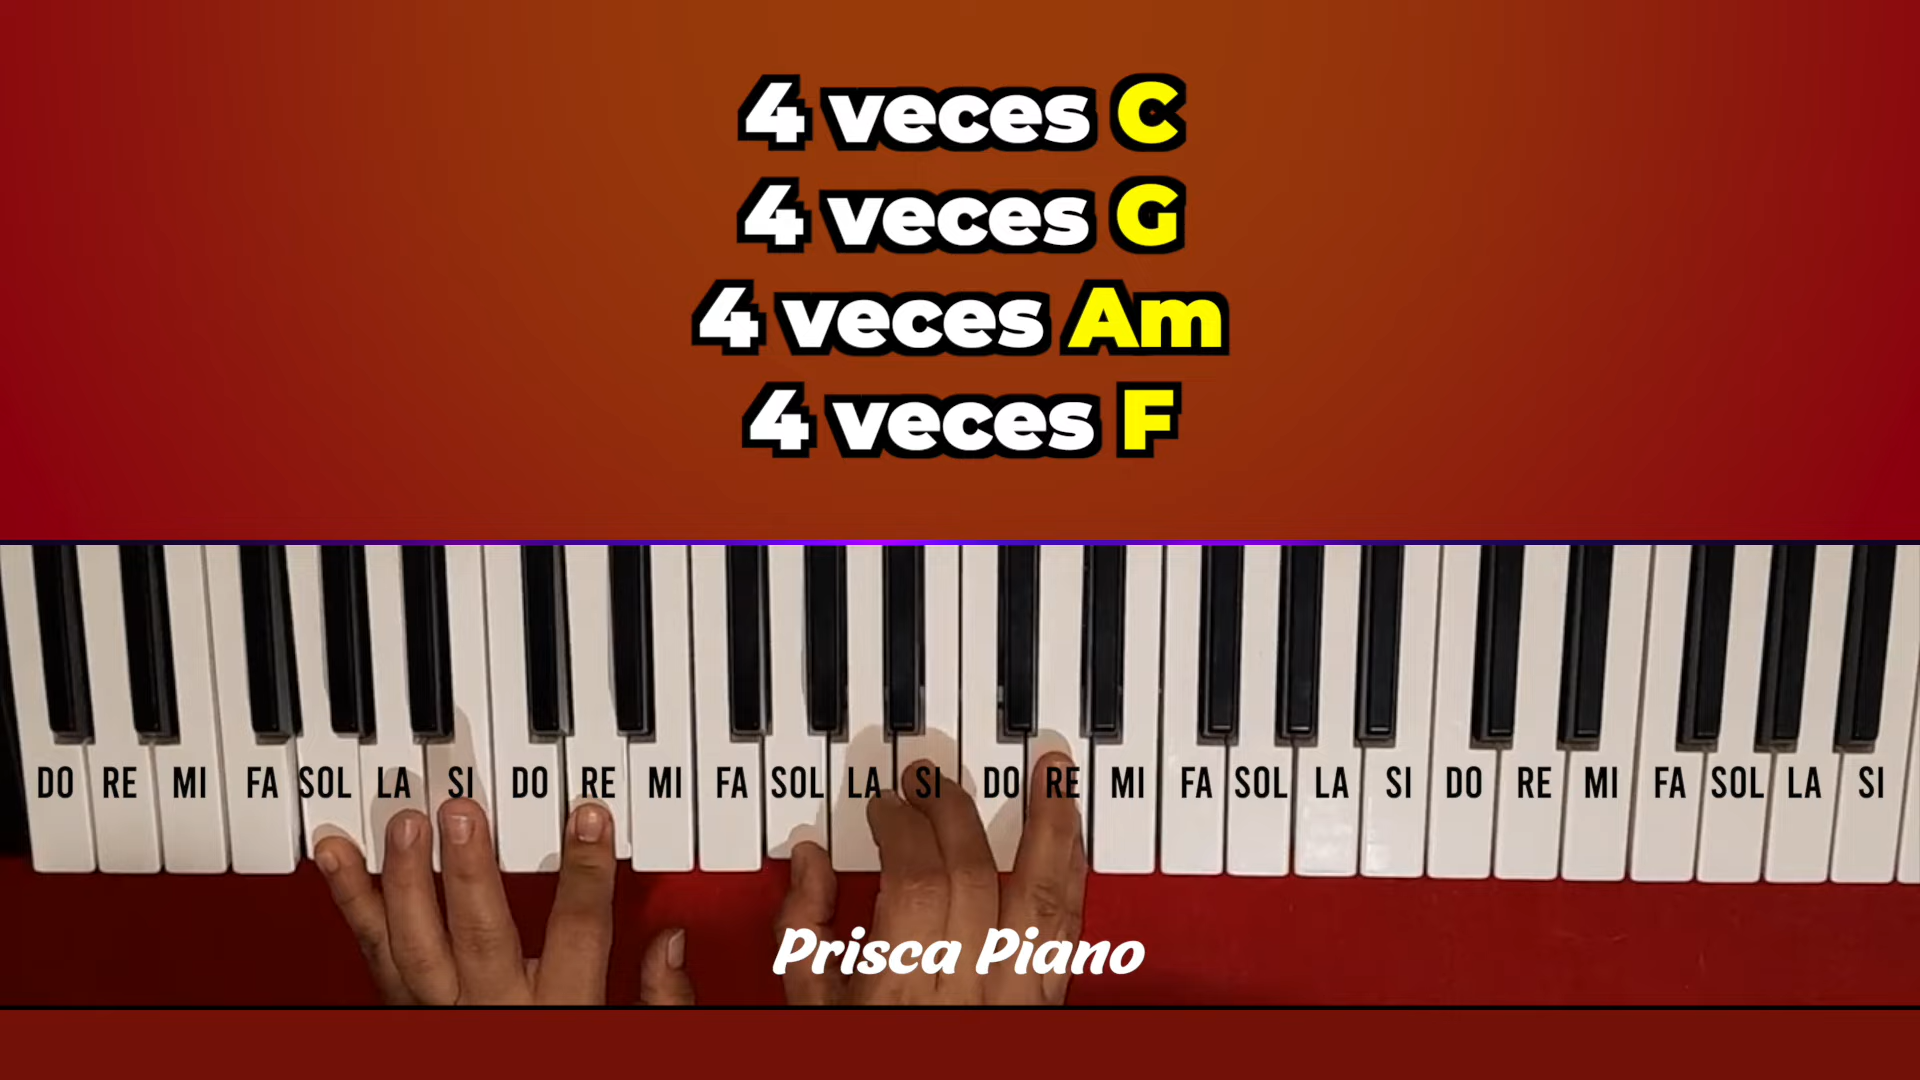 4 veces C
4 veces G
4 veces Am
4 veces F
DO RE MI FA SOL LA SI DO RE MI FA SOL LA SI DO RE MI FA SOL LA SI DO RE MI FA SOL LA SI
Prisca Piano